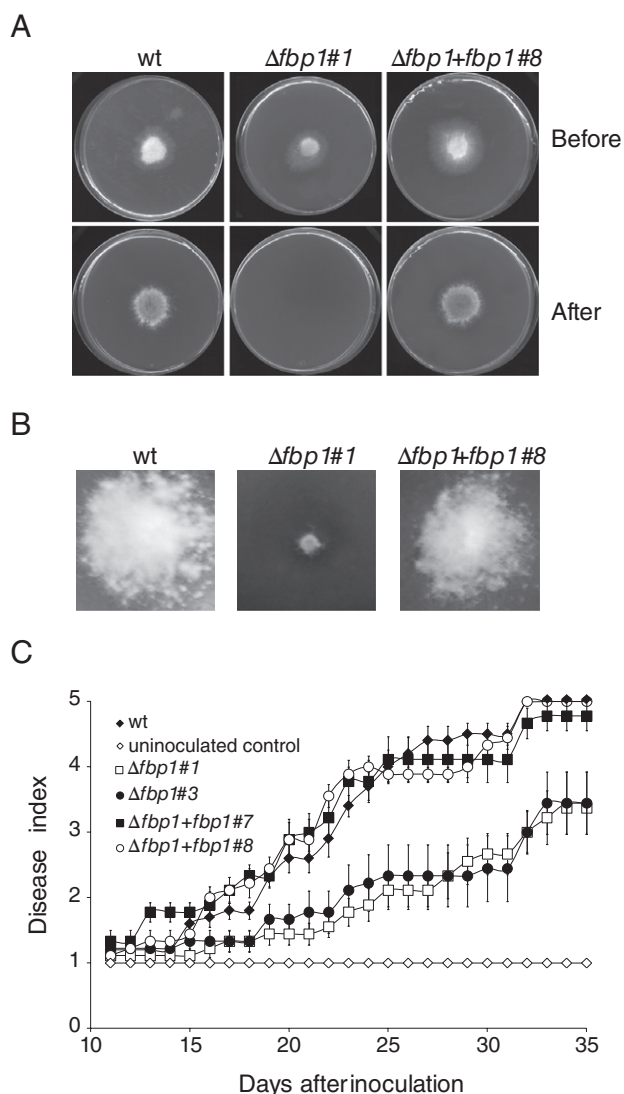 A
wt
Δfbp1#1
Δfbp1+fbp1#8
Before
After
B
wt
Δfbp1#1
Δfbp1+fbp1#8
C
5
4
3
2
1
0
Disease index
wt
uninoculated control
Δfbp1#1
Δfbp1#3
Δfbp1+fbp1#7
Δfbp1+fbp1#8
10
15
20
25
30
35
Days afterinoculation